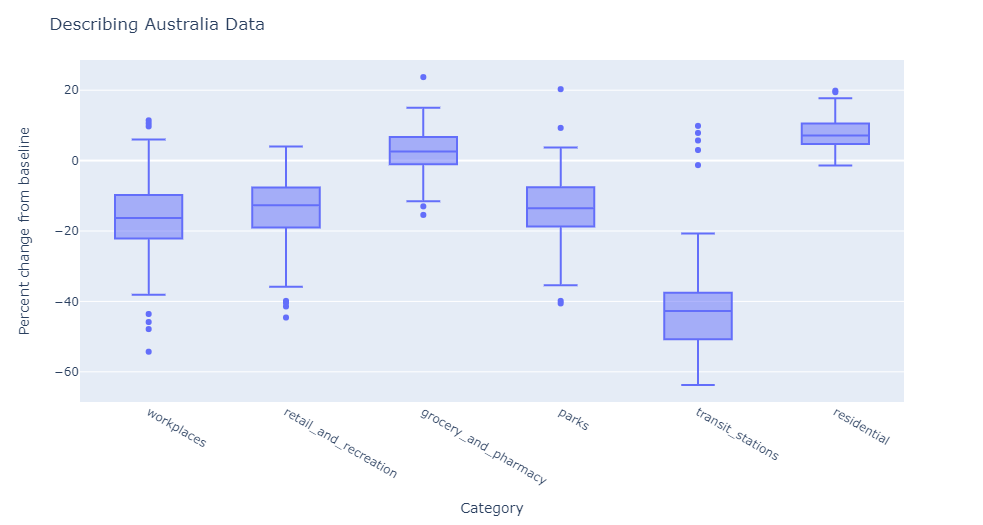 Describing Australia Data
Percent change from baseline
20
0
−20
−40
−60
workplaces
retail_and_recreation
grocery_and_pharmacy
parks
transit_stations
residential
Category